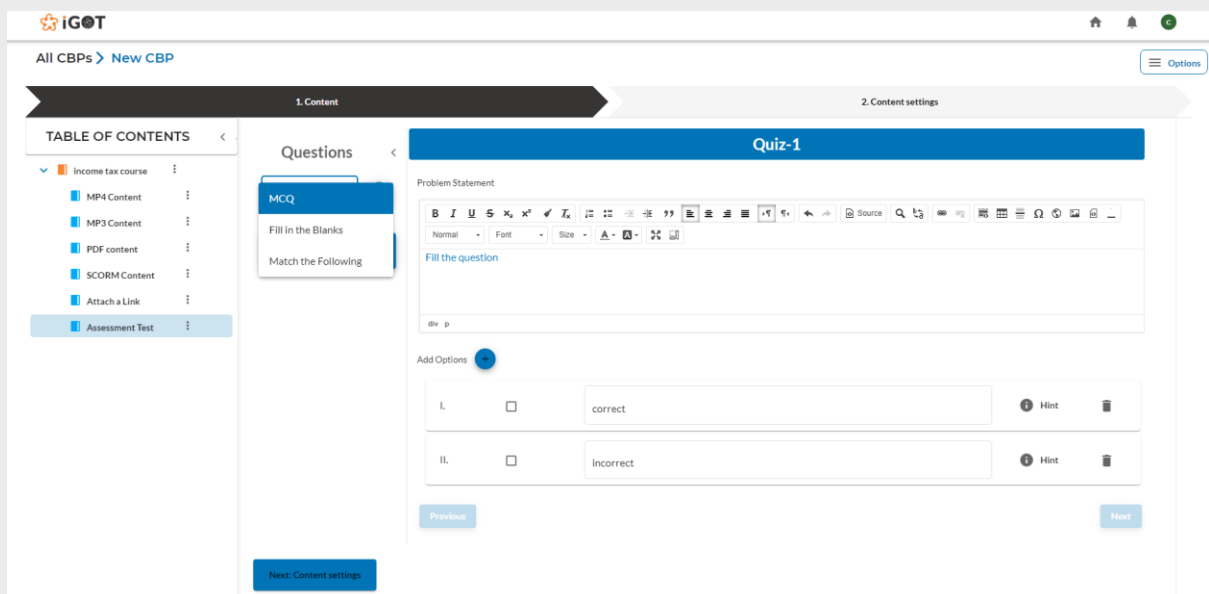 iGOT
C
All CBPs New CBP
Options
1. Content
2. Content settings
TABLE OF CONTENTS
income tax course
MP4 Content
MP3 Content
PDF content
SCORM Content
Attach a Link
Assessment Test
Questions
MCQ
Fill in the Blanks
Match the Following
Quiz-1
Problem Statement
B I U S x₂ x² Iₓ Source Ω
Normal Font Size A A
Fill the question
div p
Add Options +
I. correct Hint
II. incorrect Hint
Previous Next
Next: Content settings